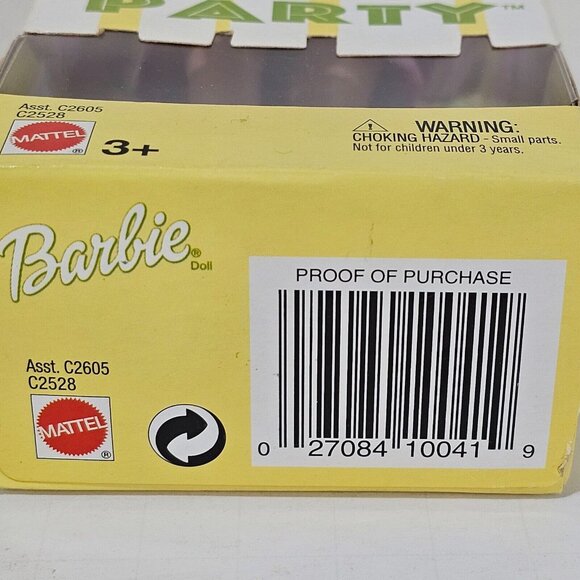 PARTY™
Asst. C2605
C2528
MATTEL®
3+
WARNING:
CHOKING HAZARD - Small parts.
Not for children under 3 years.
Barbie®
Doll
PROOF OF PURCHASE
0 27084 10041 9
Asst. C2605
C2528
MATTEL®